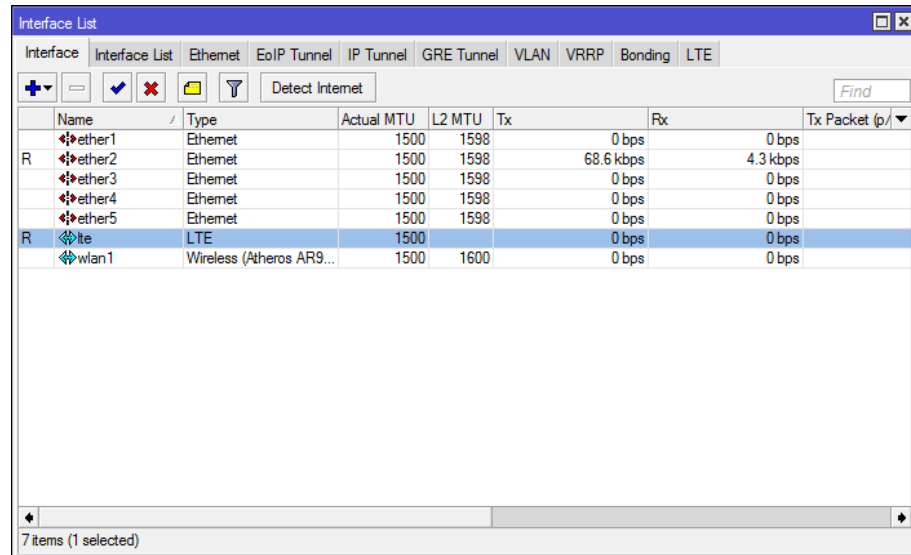 Interface List
Interface Interface List Ethernet EoIP Tunnel IP Tunnel GRE Tunnel VLAN VRRP Bonding LTE
Detect Internet Find
Name Type Actual MTU L2 MTU Tx Rx Tx Packet (p/
ether1 Ethernet 1500 1598 0 bps 0 bps
R ether2 Ethernet 1500 1598 68.6 kbps 4.3 kbps
ether3 Ethernet 1500 1598 0 bps 0 bps
ether4 Ethernet 1500 1598 0 bps 0 bps
ether5 Ethernet 1500 1598 0 bps 0 bps
R lte LTE 1500 0 bps 0 bps
wlan1 Wireless (Atheros AR9... 1500 1600 0 bps 0 bps
7 items (1 selected)